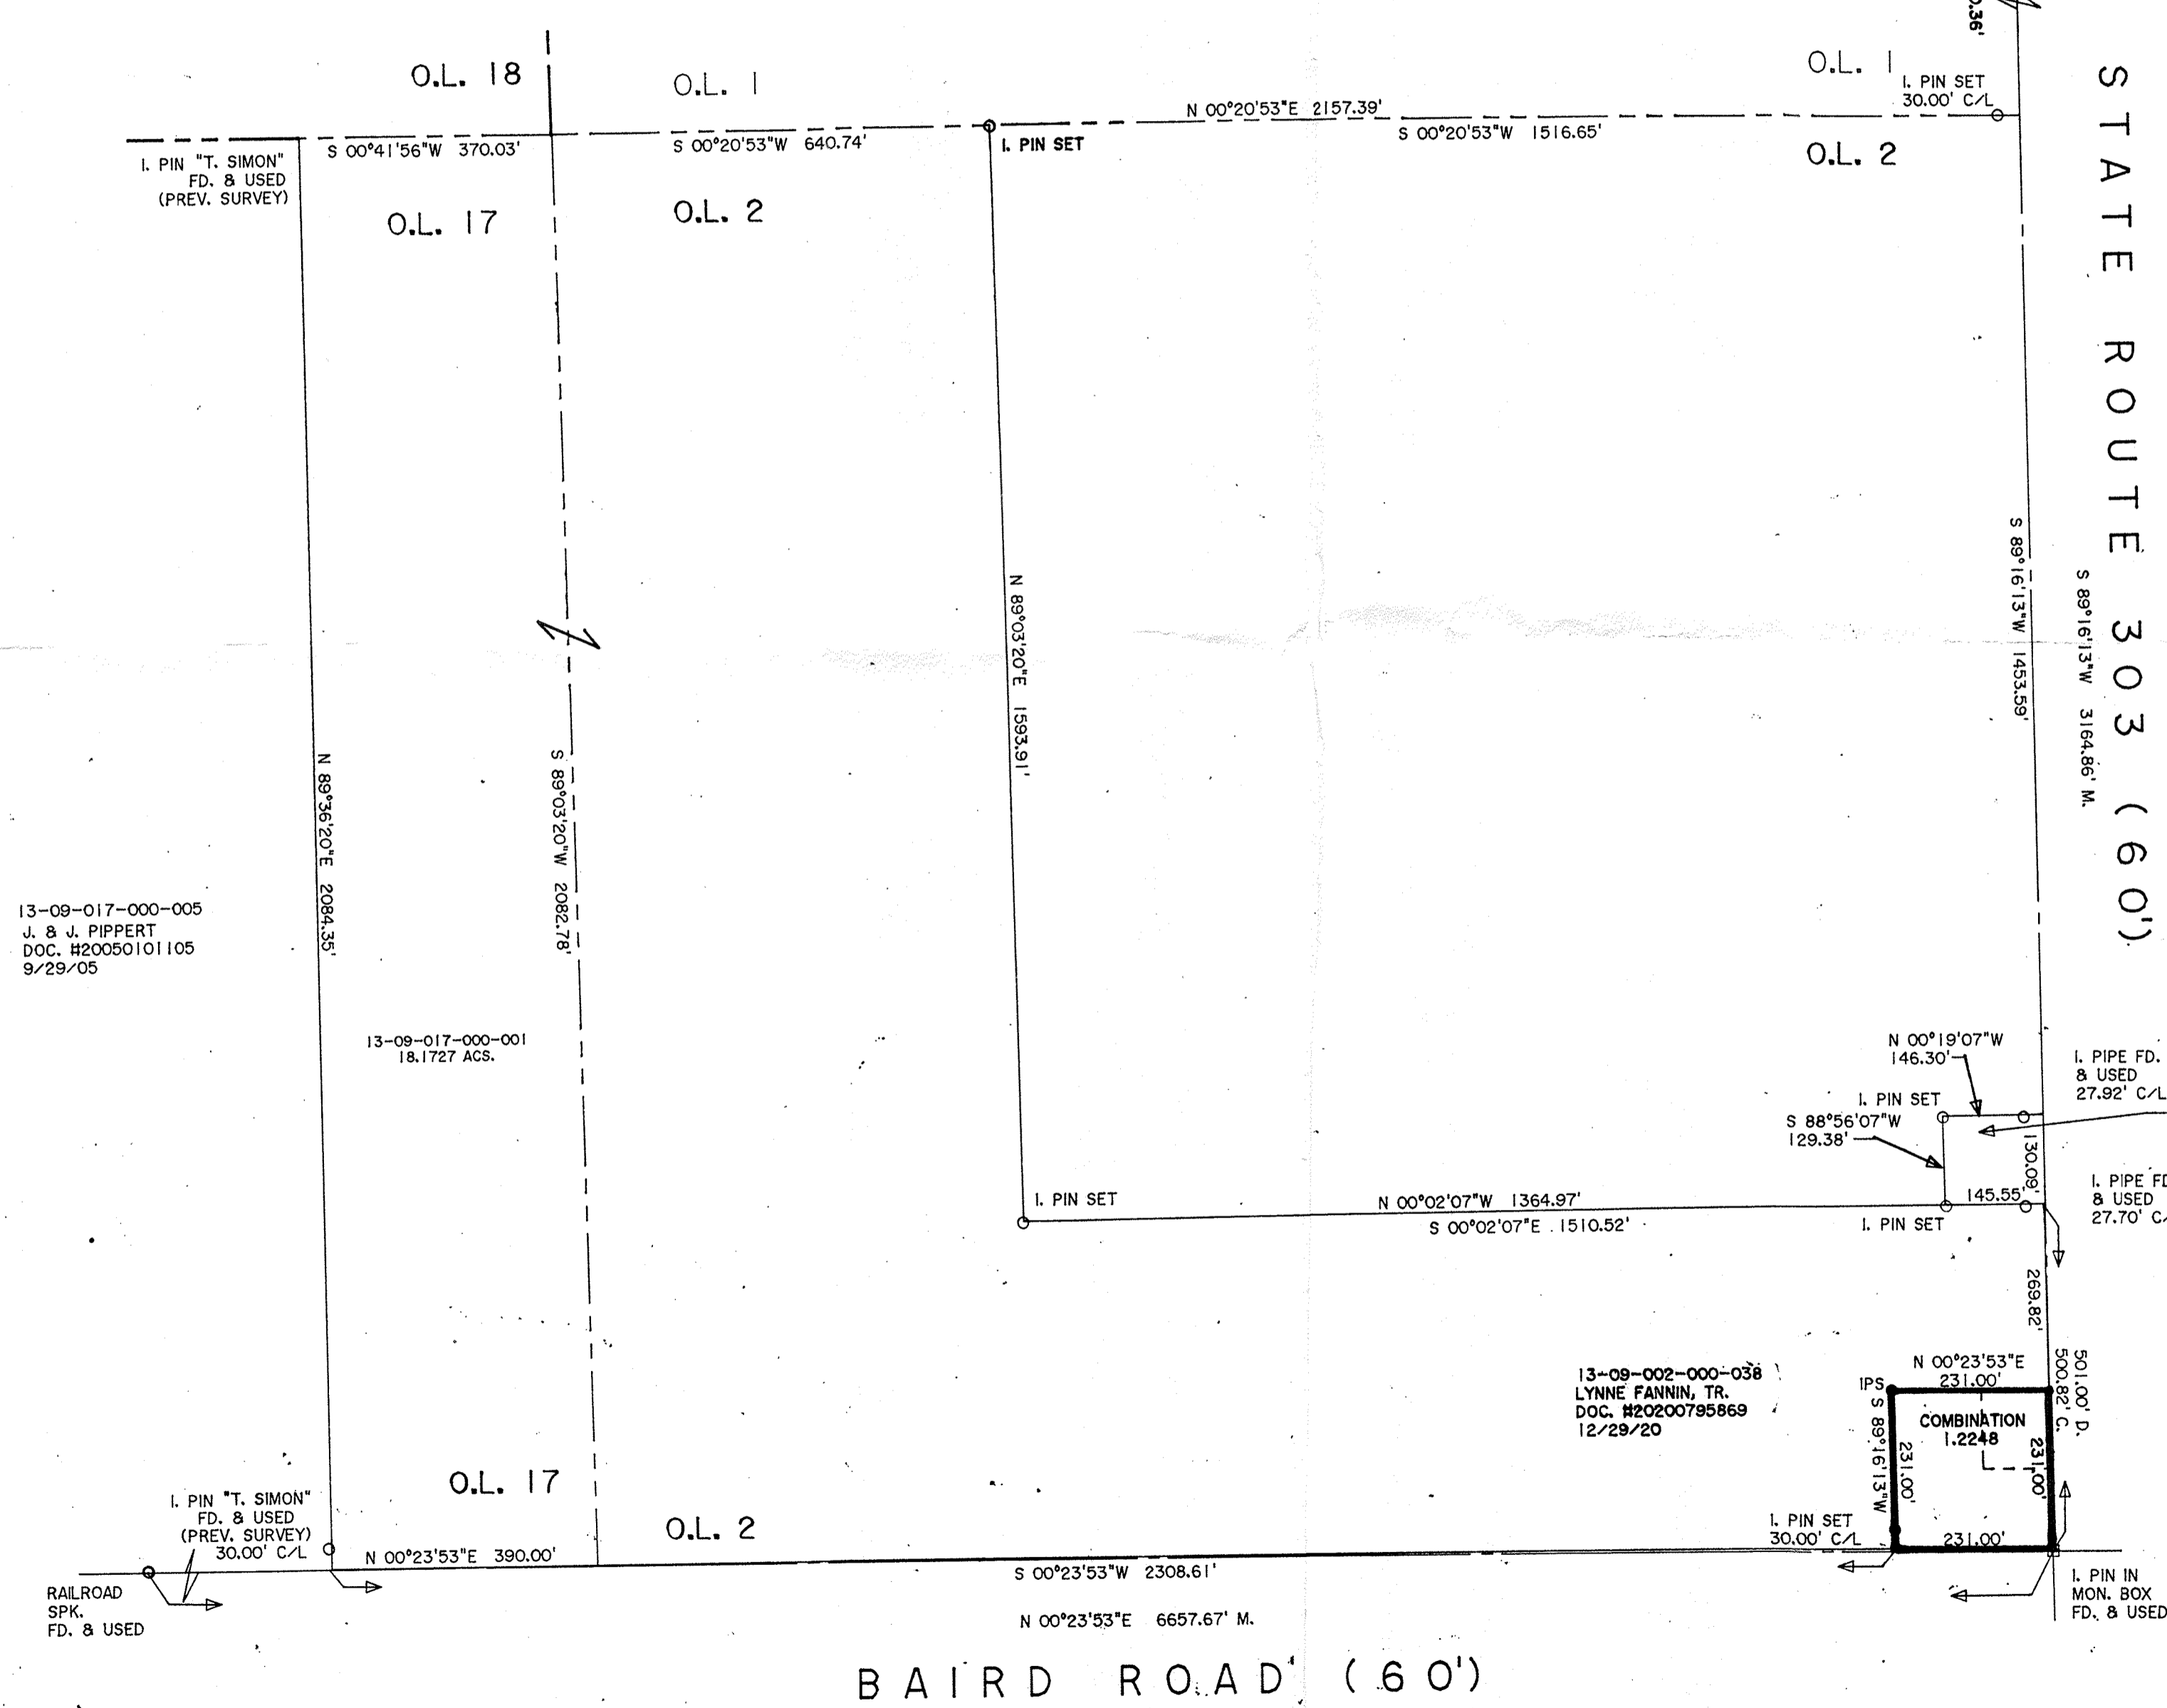 0.36'
O.L. 18
O.L. 1
O.L. 1
I. PIN SET
30.00' C/L
N 00°20'53"E 2157.39'
S 00°41'56"W 370.03'
S 00°20'53"W 640.74'
I. PIN SET
S 00°20'53"W 1516.65'
O.L. 2
I. PIN "T. SIMON"
FD. & USED
(PREV. SURVEY)
O.L. 17
O.L. 2
STATE ROUTE 303 (60')
N 89°03'20"E 1593.91'
S 89°16'13"W 1453.59'
S 89°16'13"W 3164.86' M.
N 89°36'20"E 2084.35'
S 89°03'20"W 2082.78'
13-09-017-000-005
J. & J. PIPPERT
DOC. #20050101105
9/29/05
13-09-017-000-001
18.1727 ACS.
N 00°19'07"W
146.30'
I. PIPE FD.
& USED
27.92' C/L
I. PIN SET
S 88°56'07"W
129.38'
130.09'
I. PIN SET
N 00°02'07"W 1364.97'
145.55'
I. PIPE FD
& USED
27.70' C/
S 00°02'07"E 1510.52'
I. PIN SET
269.82'
13-09-002-000-038
LYNNE FANNIN, TR.
DOC. #20200795869
12/29/20
N 00°23'53"E
231.00'
IPS
501.00' D.
500.82' C.
COMBINATION
1.2248
S 89°16'13"W
231.00'
231.00'
O.L. 17
O.L. 2
I. PIN "T. SIMON"
FD. & USED
(PREV. SURVEY)
30.00' C/L
I. PIN SET
30.00' C/L
231.00'
N 00°23'53"E 390.00'
S 00°23'53"W 2308.61'
RAILROAD
SPK.
FD. & USED
I. PIN IN
MON. BOX
FD. & USED
N 00°23'53"E 6657.67' M.
BAIRD ROAD (60')